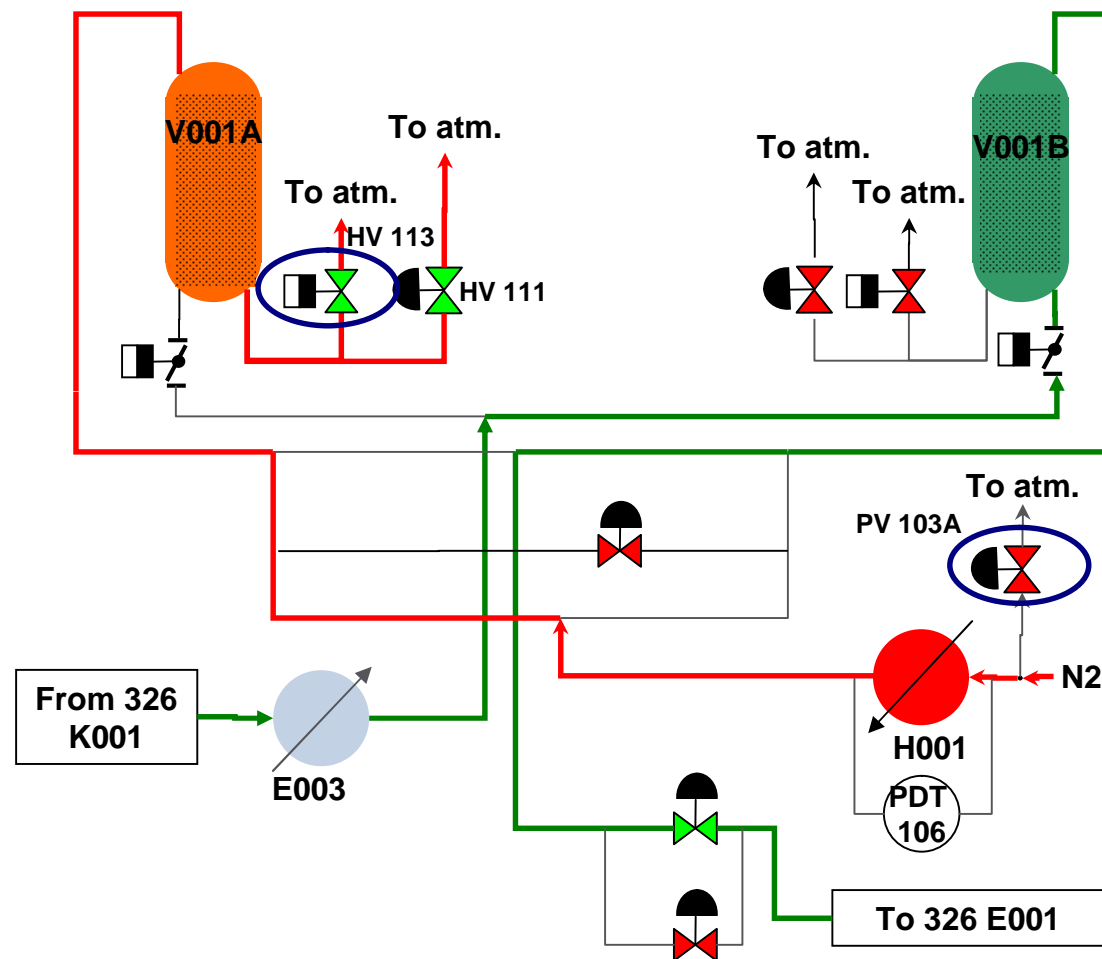 To atm.
To atm.
V001A
V001B
To atm.
To atm.
HV 113
HV 111
To atm.
PV 103A
From 326
K001
N2
H001
E003
PDT
106
To 326 E001